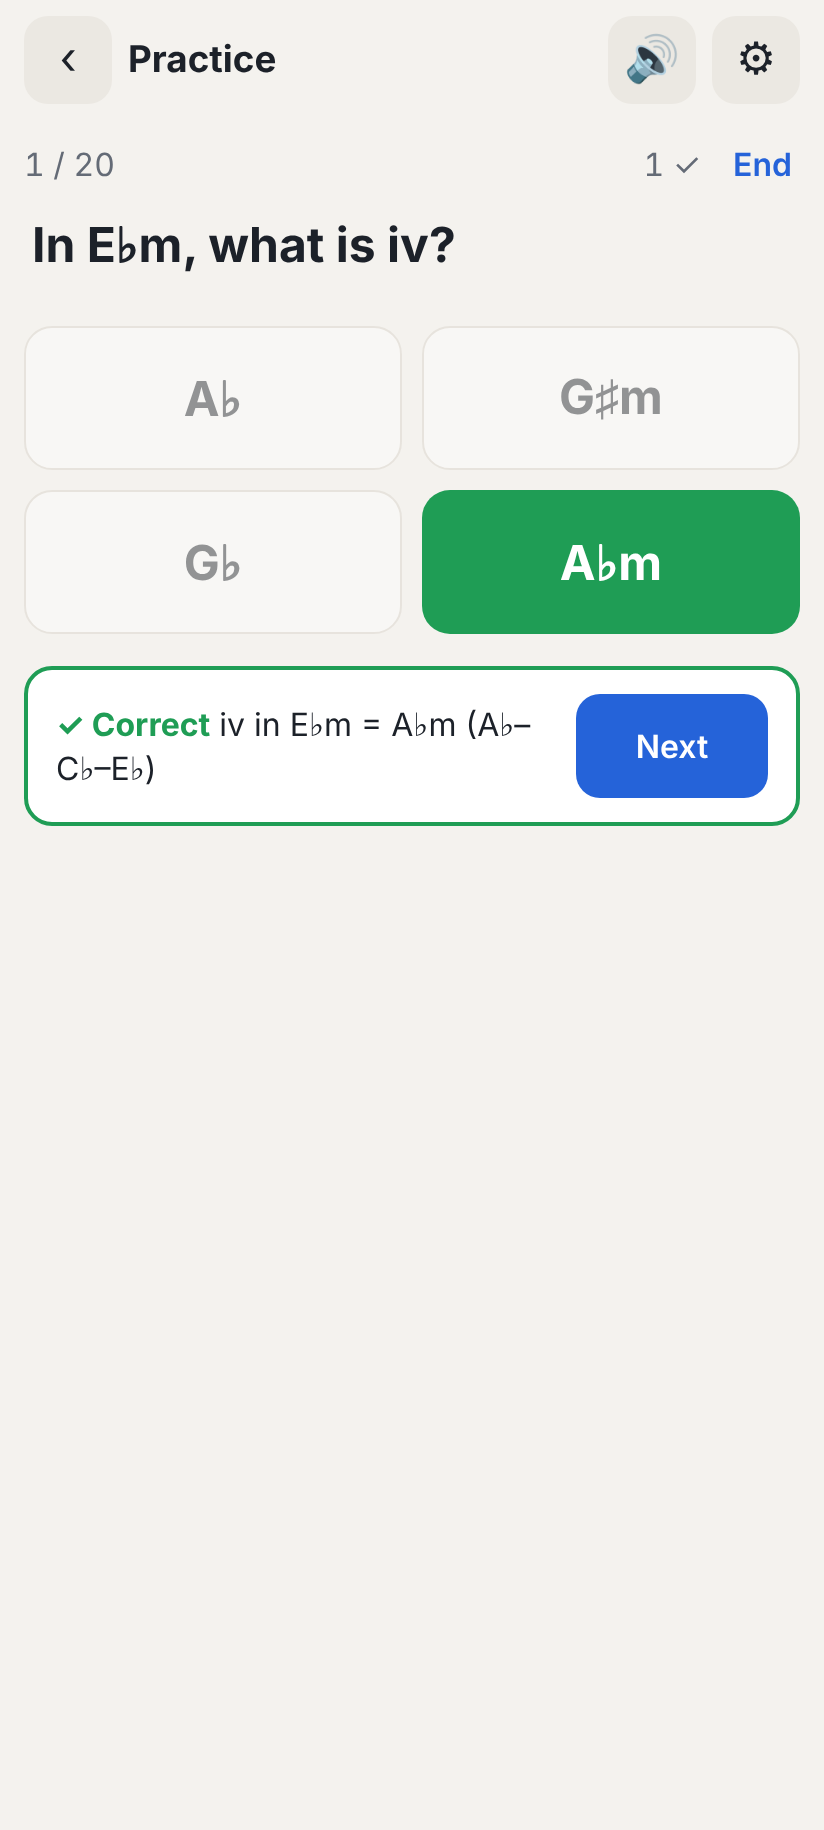 ‹ Practice 🔊 ⚙
1 / 20 1 ✓ End
In E♭m, what is iv?
A♭ G♯m
G♭ A♭m
✓ Correct iv in E♭m = A♭m (A♭–
C♭–E♭)
Next